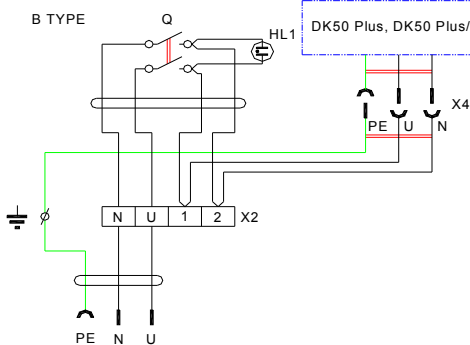 B TYPE
Q
HL1
DK50 Plus, DK50 Plus/
X4
PE U N
N U 1 2 X2
PE N U